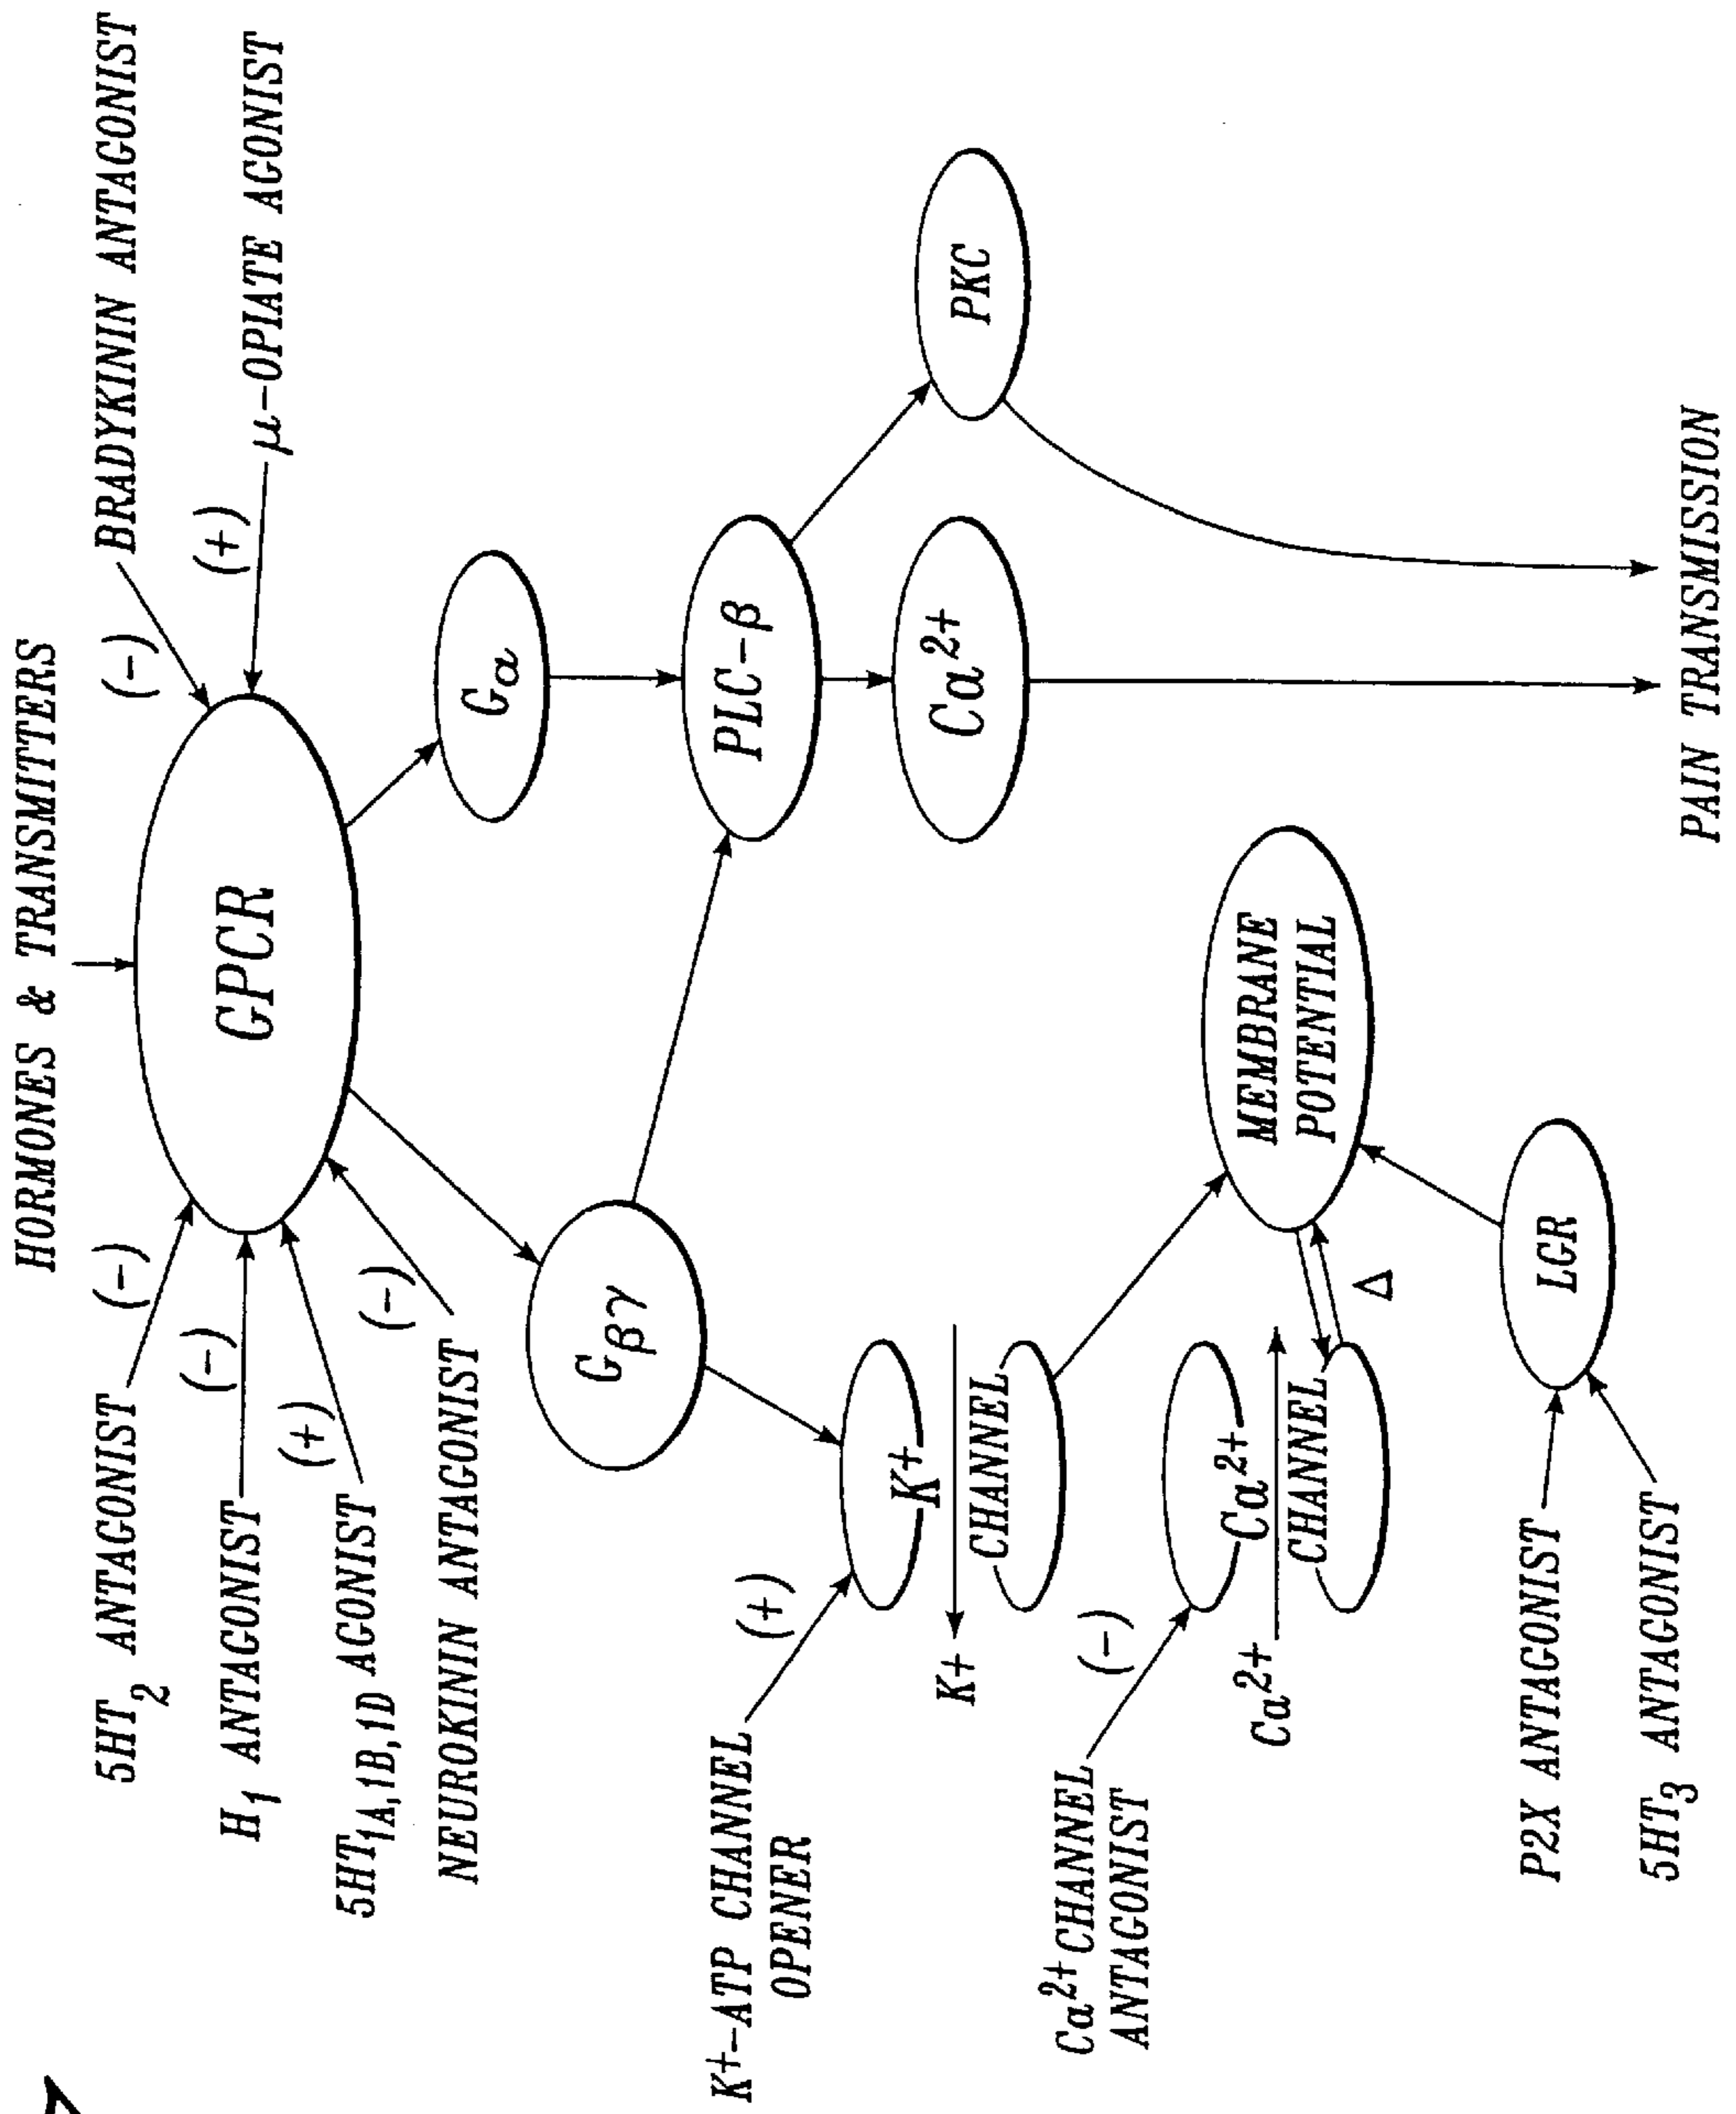 HORMONES & TRANSMITTERS
5HT2 ANTAGONIST
(-)
(-)
BRADYKININ ANTAGONIST
H1 ANTAGONIST
(-)
GPCR
(+)
μ-OPIATE AGONIST
5HT1A,1B,1D AGONIST
(+)
NEUROKININ ANTAGONIST
(-)
Gα
Gβγ
K+-ATP CHANNEL
OPENER
(+)
PLC-β
K+
K+
CHANNEL
Ca2+
PKC
Ca2+ CHANNEL
ANTAGONIST
(-)
Ca2+
Ca2+
CHANNEL
MEMBRANE
POTENTIAL
Δ
P2X ANTAGONIST
LGR
5HT3 ANTAGONIST
PAIN TRANSMISSION